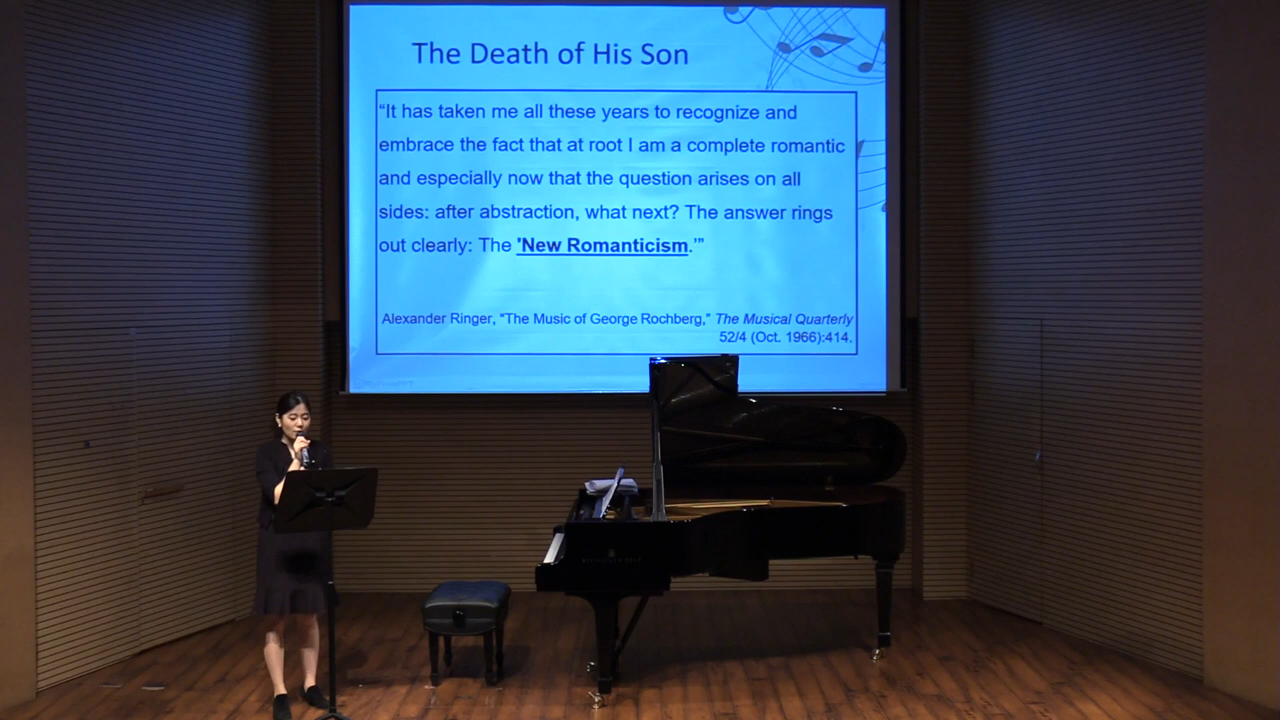 The Death of His Son
“It has taken me all these years to recognize and
embrace the fact that at root I am a complete romantic
and especially now that the question arises on all
sides: after abstraction, what next? The answer rings
out clearly: The 'New Romanticism.’”
Alexander Ringer, "The Music of George Rochberg," The Musical Quarterly
52/4 (Oct. 1966):414.